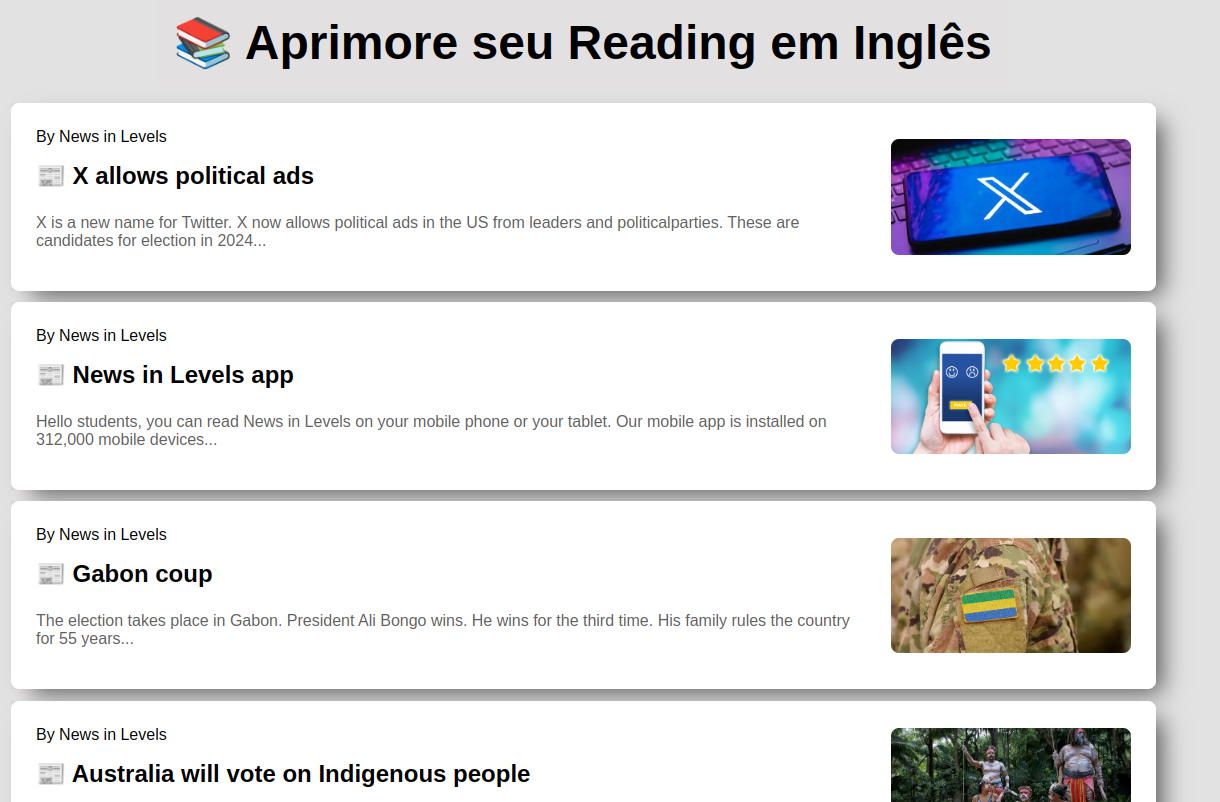 📚 Aprimore seu Reading em Inglês
By News in Levels
📰 X allows political ads
X is a new name for Twitter. X now allows political ads in the US from leaders and politicalparties. These are
candidates for election in 2024...
By News in Levels
📰 News in Levels app
Hello students, you can read News in Levels on your mobile phone or your tablet. Our mobile app is installed on
312,000 mobile devices...
By News in Levels
📰 Gabon coup
The election takes place in Gabon. President Ali Bongo wins. He wins for the third time. His family rules the country
for 55 years...
By News in Levels
📰 Australia will vote on Indigenous people